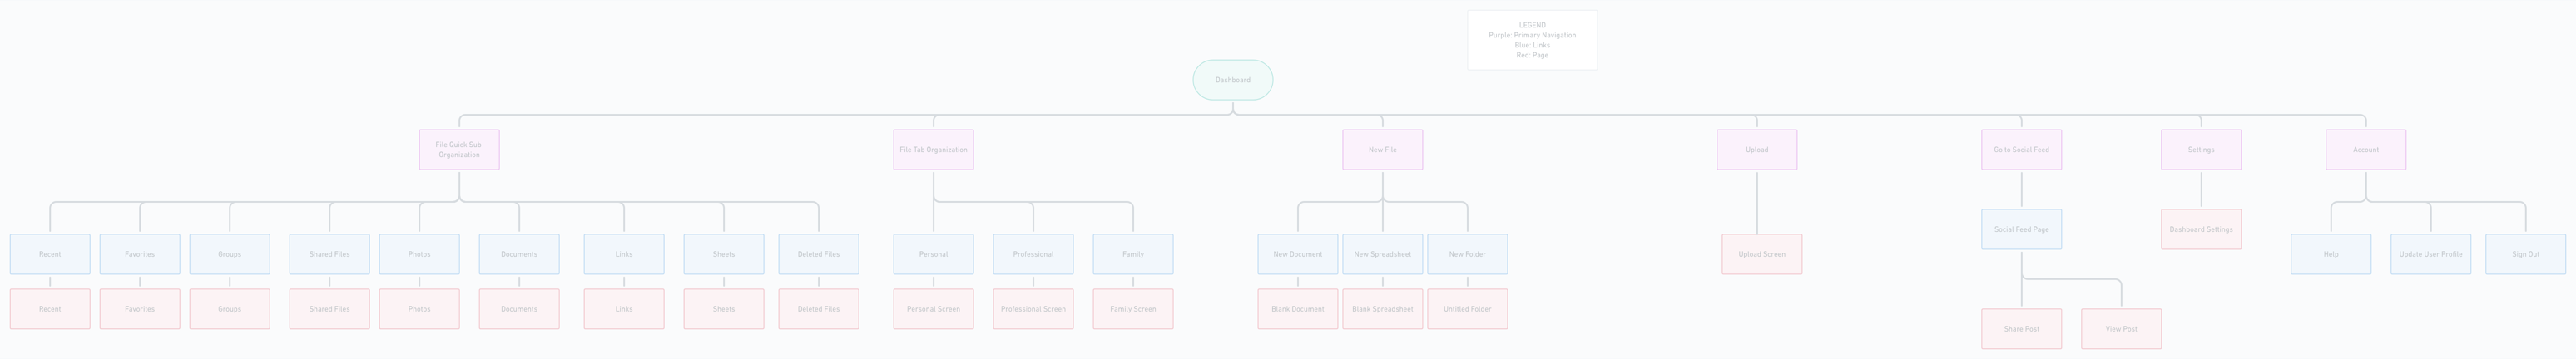 LEGEND
Purple: Primary Navigation
Blue: Links
Red: Page
Dashboard
File Quick Sub
Organization
File Tab Organization
New File
Upload
Go to Social Feed
Settings
Account
Social Feed Page
Dashboard Settings
Recent
Favorites
Groups
Shared Files
Photos
Documents
Links
Sheets
Deleted Files
Personal
Professional
Family
New Document
New Spreadsheet
New Folder
Upload Screen
Help
Update User Profile
Sign Out
Recent
Favorites
Groups
Shared Files
Photos
Documents
Links
Sheets
Deleted Files
Personal Screen
Professional Screen
Family Screen
Blank Document
Blank Spreadsheet
Untitled Folder
Share Post
View Post